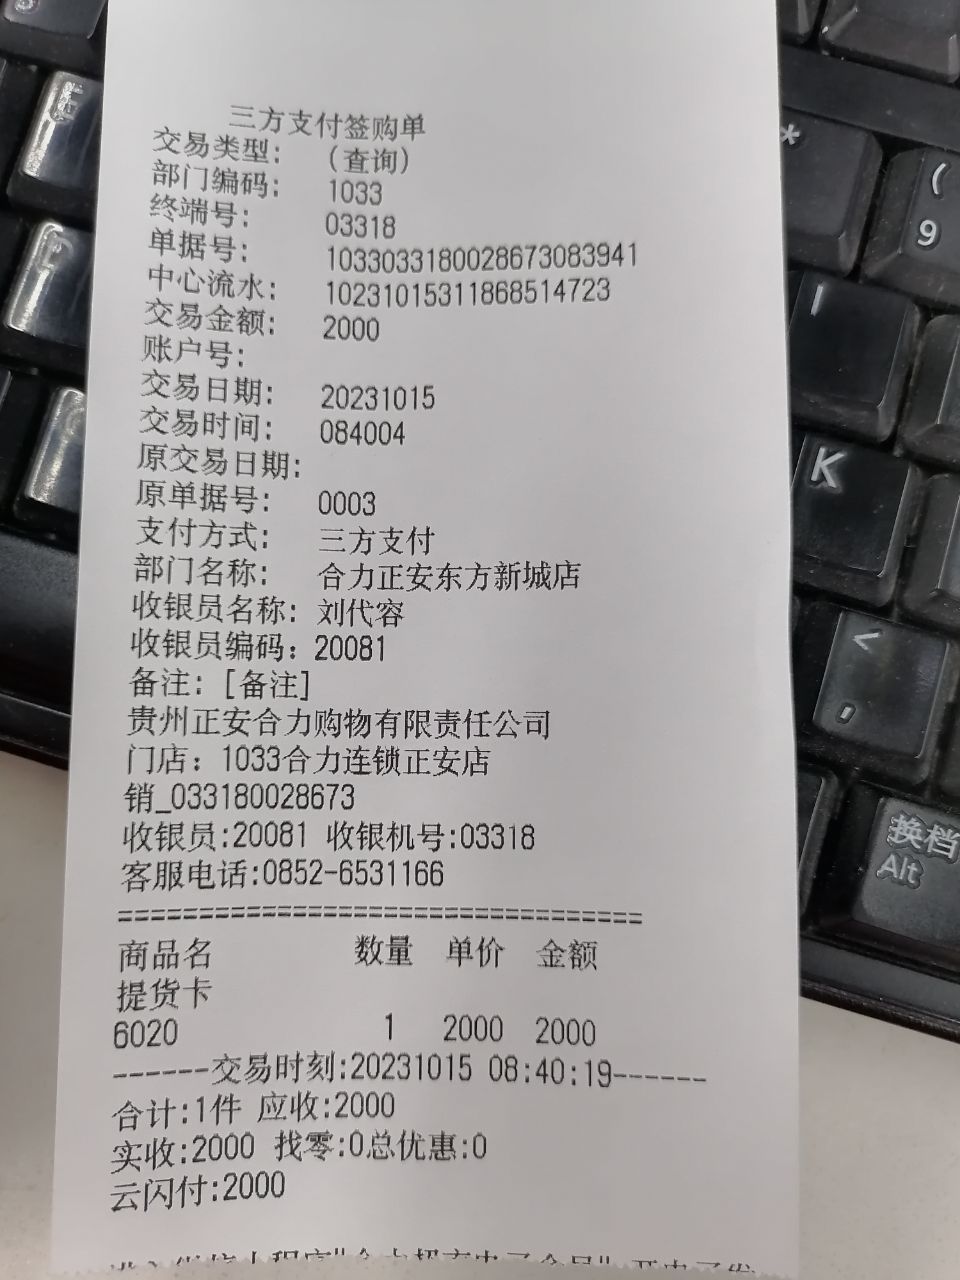 三方支付签购单
交易类型: (查询)
部门编码: 1033
终端号: 03318
单据号: 1033033180028673083941
中心流水: 10231015311868514723
交易金额: 2000
账户号:
交易日期: 20231015
交易时间: 084004
原交易日期:
原单据号: 0003
支付方式: 三方支付
部门名称: 合力正安东方新城店
收银员名称: 刘代容
收银员编码: 20081
备注: [备注]
贵州正安合力购物有限责任公司
门店: 1033合力连锁正安店
销_033180028673
收银员:20081 收银机号:03318
客服电话:0852-6531166
==================================
商品名 数量 单价 金额
提货卡
6020 1 2000 2000
------交易时刻:20231015 08:40:19------
合计:1件 应收:2000
实收:2000 找零:0总优惠:0
云闪付:2000
*
(
9
K
<
,
换档
Alt